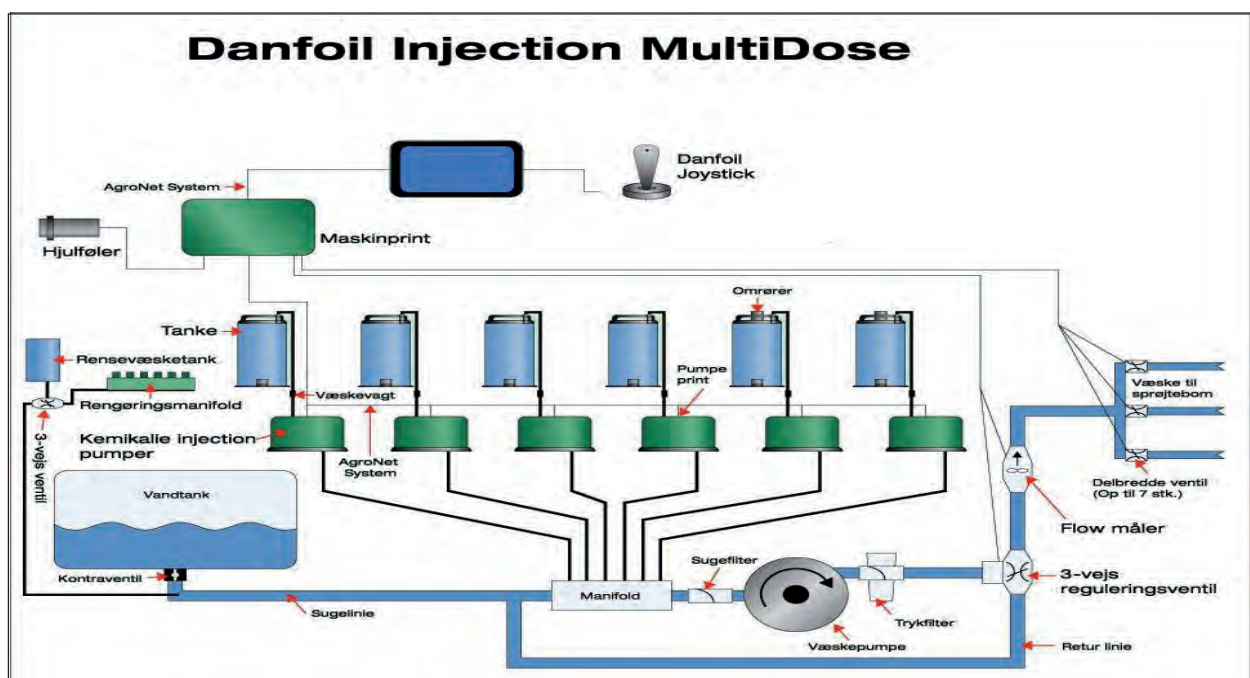 Danfoil Injection MultiDose
Danfoil
Joystick
AgroNet System
Maskinprint
Hjulføler
Omrører
Tanke
Rensevæsketank
Rengøringsmanifold
Væskevagt
Pumpe
print
Væske til
sprøjtebom
3-vejs ventil
Kemikalie injection
pumper
AgroNet
System
Delbredde ventil
(Op til 7 stk.)
Flow måler
Vandtank
Kontraventil
Sugelinie
Manifold
Sugefilter
Væskepumpe
Trykfilter
3-vejs
reguleringsventil
Retur linie